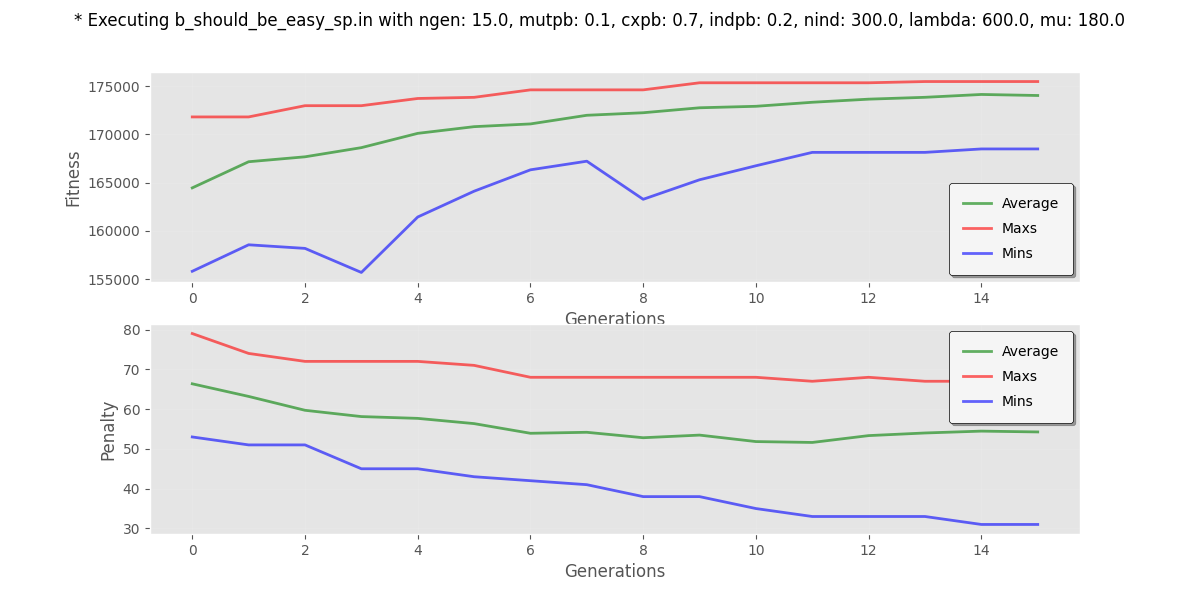 * Executing b_should_be_easy_sp.in with ngen: 15.0, mutpb: 0.1, cxpb: 0.7, indpb: 0.2, nind: 300.0, lambda: 600.0, mu: 180.0
175000
170000
165000
160000
155000
Fitness
Average
Maxs
Mins
0 2 4 6 8 10 12 14
Generations
80
70
60
50
40
30
Penalty
Average
Maxs
Mins
0 2 4 6 8 10 12 14
Generations